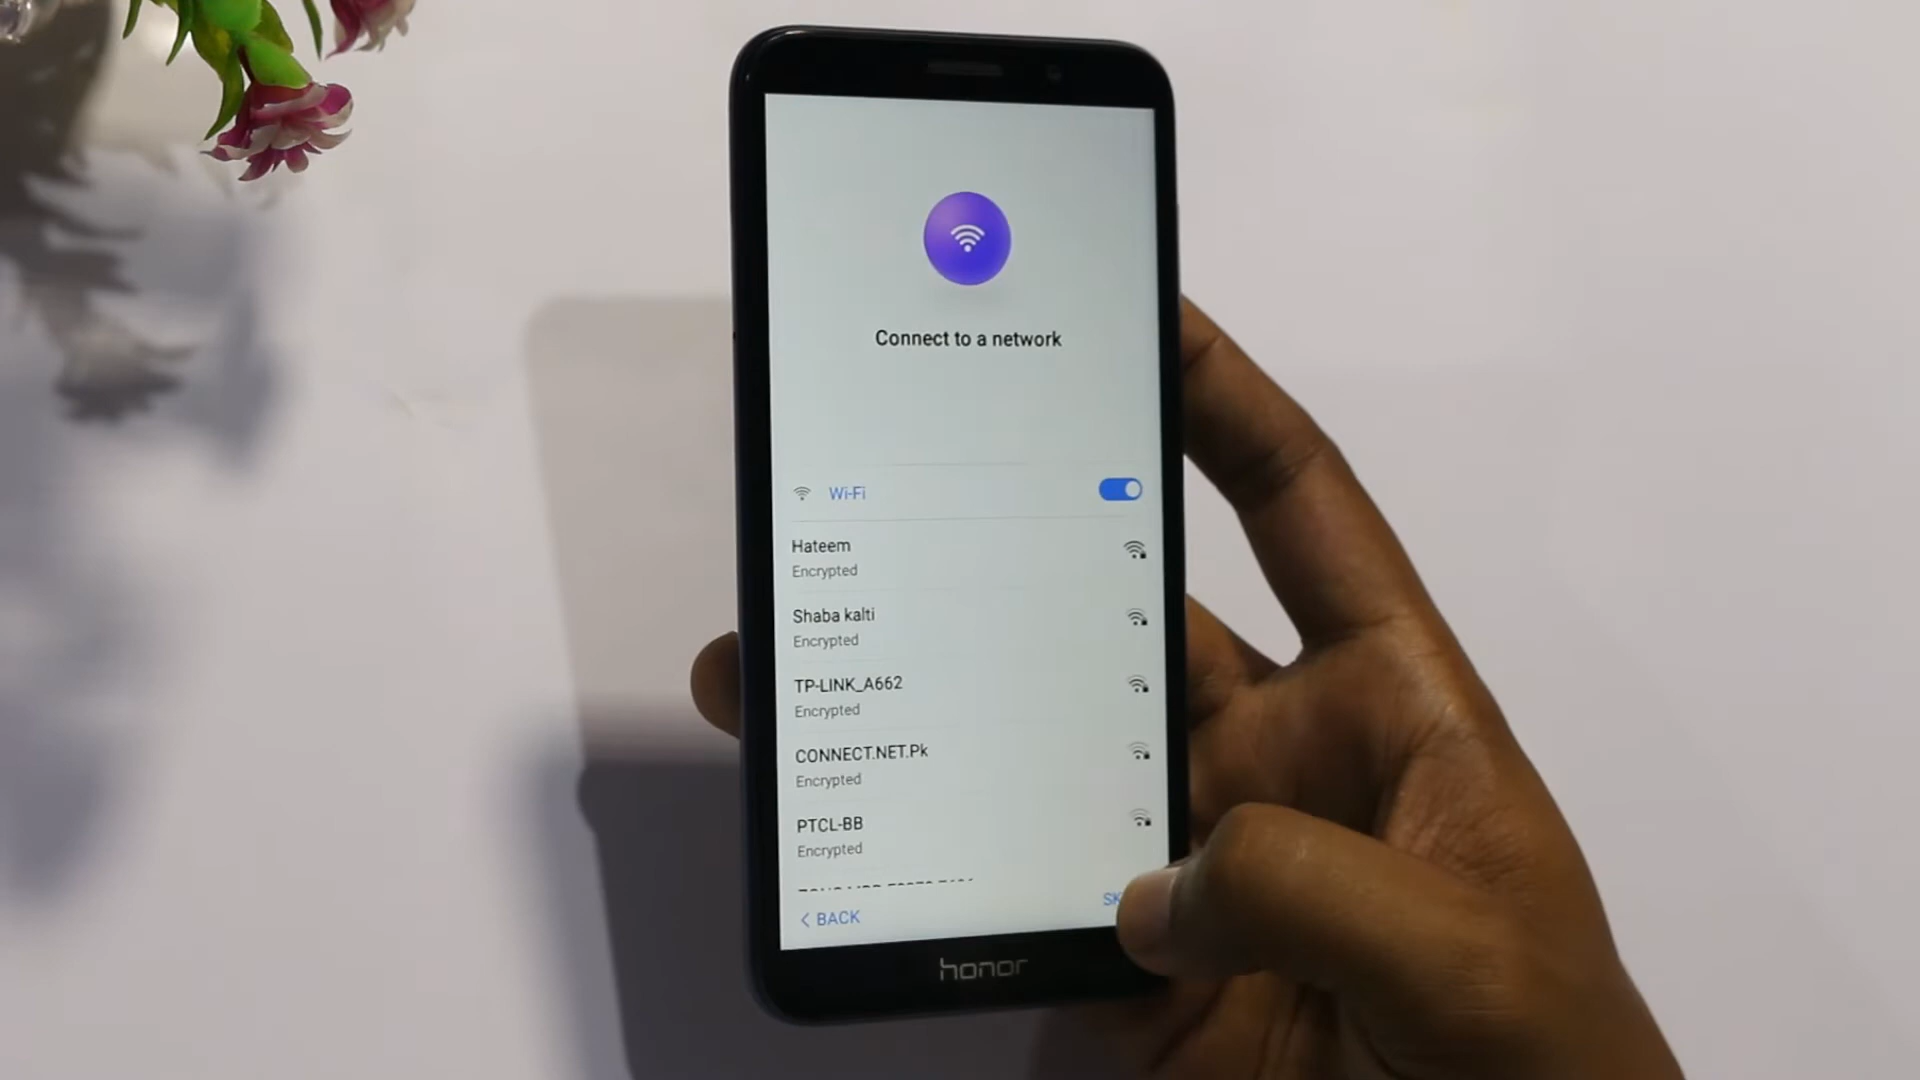 Connect to a network
Wi-Fi
Hateem
Encrypted
Shaba kalti
Encrypted
TP-LINK_A662
Encrypted
CONNECT.NET.Pk
Encrypted
PTCL-BB
Encrypted
< BACK
honor